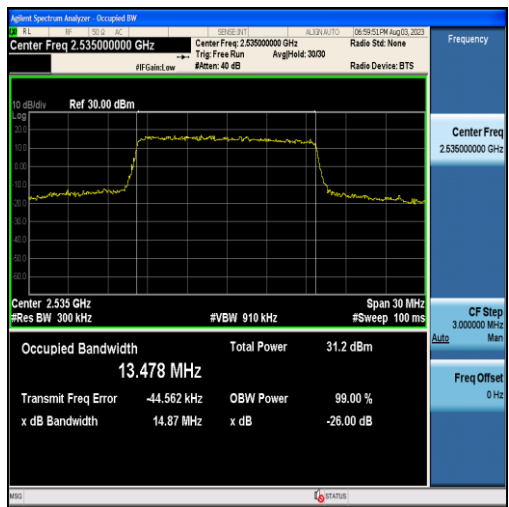 Agilent Spectrum Analyzer - Occupied BW
RL RF 50 Ω AC SENSE:INT ALIGN AUTO 06:59:51 PM Aug 03, 2023
Center Freq 2.535000000 GHz
Center Freq: 2.535000000 GHz Radio Std: None
Trig: Free Run Avg|Hold: 30/30
#IFGain:Low #Atten: 40 dB Radio Device: BTS
10 dB/div Ref 30.00 dBm
Log
20.0
10.0
0.00
-10.0
-20.0
-30.0
-40.0
-50.0
-60.0
Center 2.535 GHz Span 30 MHz
#Res BW 300 kHz #VBW 910 kHz #Sweep 100 ms
Occupied Bandwidth Total Power 31.2 dBm
13.478 MHz
Transmit Freq Error -44.562 kHz OBW Power 99.00 %
x dB Bandwidth 14.87 MHz x dB -26.00 dB
MSG STATUS
Frequency
Center Freq
2.535000000 GHz
CF Step
3.000000 MHz
Auto Man
Freq Offset
0 Hz